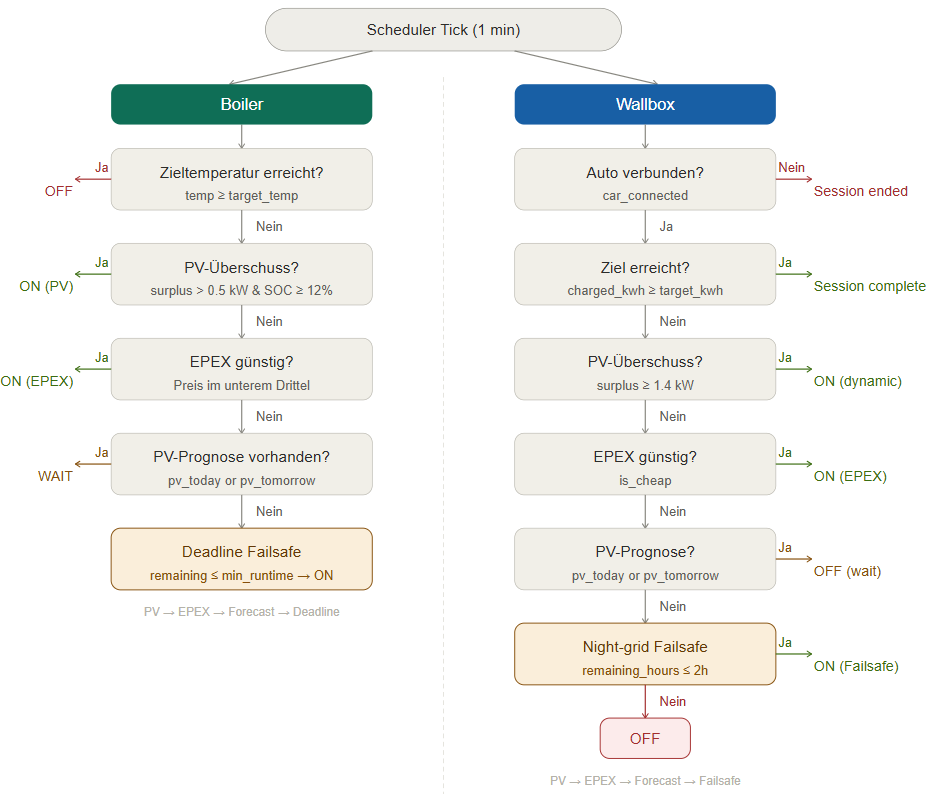 Scheduler Tick (1 min)
Boiler
Zieltemperatur erreicht?
temp ≥ target_temp
Ja
OFF
Nein
PV-Überschuss?
surplus > 0.5 kW & SOC ≥ 12%
Ja
ON (PV)
Nein
EPEX günstig?
Preis im unterem Drittel
Ja
ON (EPEX)
Nein
PV-Prognose vorhanden?
pv_today or pv_tomorrow
Ja
WAIT
Nein
Deadline Failsafe
remaining ≤ min_runtime → ON
PV → EPEX → Forecast → Deadline
Wallbox
Auto verbunden?
car_connected
Nein
Session ended
Ja
Ziel erreicht?
charged_kwh ≥ target_kwh
Ja
Session complete
Nein
PV-Überschuss?
surplus ≥ 1.4 kW
Ja
ON (dynamic)
Nein
EPEX günstig?
is_cheap
Ja
ON (EPEX)
Nein
PV-Prognose?
pv_today or pv_tomorrow
Ja
OFF (wait)
Nein
Night-grid Failsafe
remaining_hours ≤ 2h
Ja
ON (Failsafe)
Nein
OFF
PV → EPEX → Forecast → Failsafe